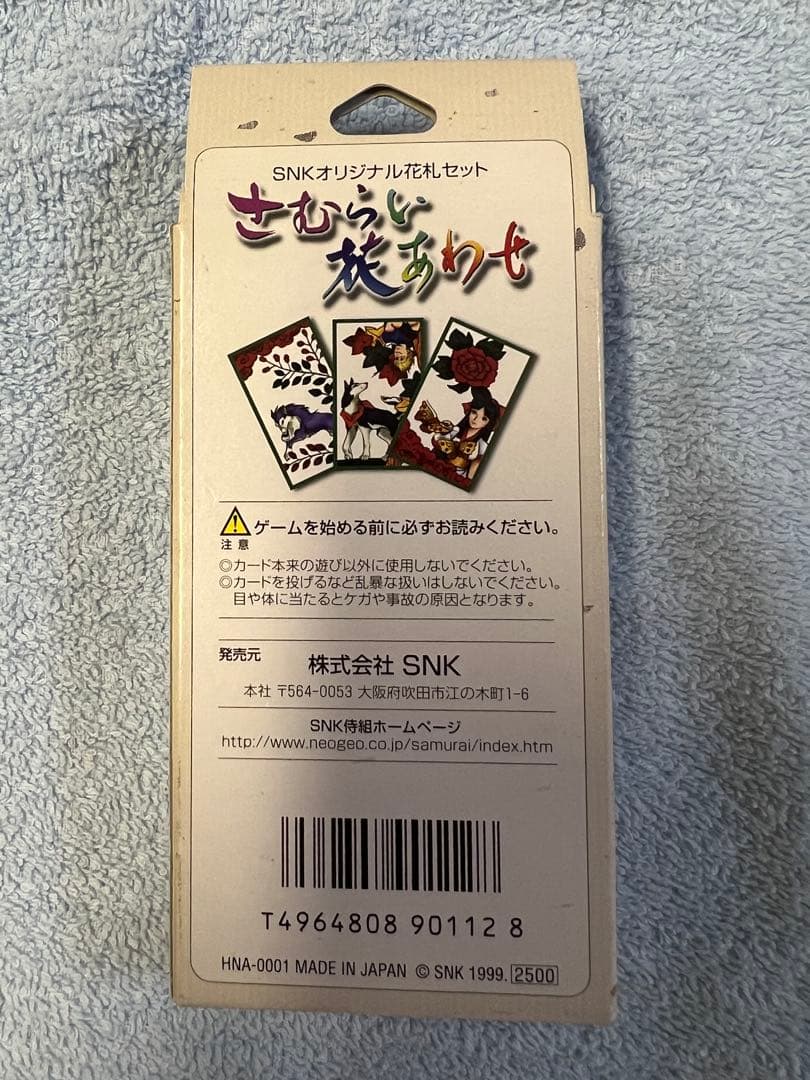 SNKオリジナル花札セット
さむらい
花あわせ
ゲームを始める前に必ずお読みください。
注意
◎カード本来の遊び以外に使用しないでください。
◎カードを投げるなど乱暴な扱いはしないでください。
目や体に当たるとケガや事故の原因となります。
発売元
株式会社 SNK
本社 〒564-0053 大阪府吹田市江の木町1-6
SNK侍組ホームページ
http://www.neogeo.co.jp/samurai/index.htm
T4964808 90112 8
HNA-0001 MADE IN JAPAN © SNK 1999. 2500